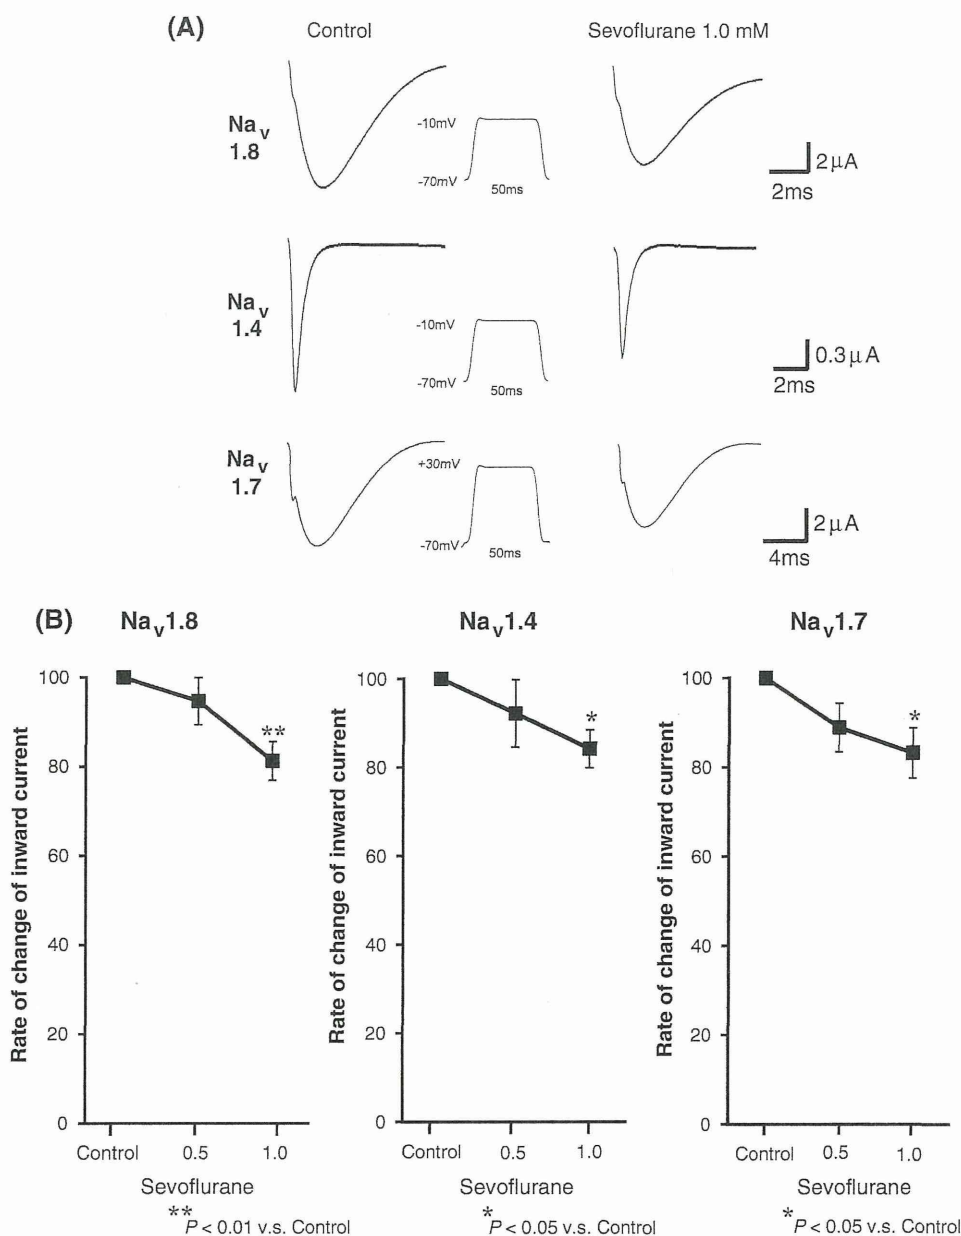 (A)
Control
Sevoflurane 1.0 mM
Nav
1.8
-10mV
-70mV
50ms
2μA
2ms
Nav
1.4
-10mV
-70mV
50ms
0.3μA
2ms
Nav
1.7
+30mV
-70mV
50ms
2μA
4ms
(B)
Nav1.8
Nav1.4
Nav1.7
Rate of change of inward current
100
80
60
40
20
0
**
Control
0.5
1.0
Sevoflurane
** P < 0.01 v.s. Control
Rate of change of inward current
100
80
60
40
20
0
*
Control
0.5
1.0
Sevoflurane
* P < 0.05 v.s. Control
Rate of change of inward current
100
80
60
40
20
0
*
Control
0.5
1.0
Sevoflurane
* P < 0.05 v.s. Control